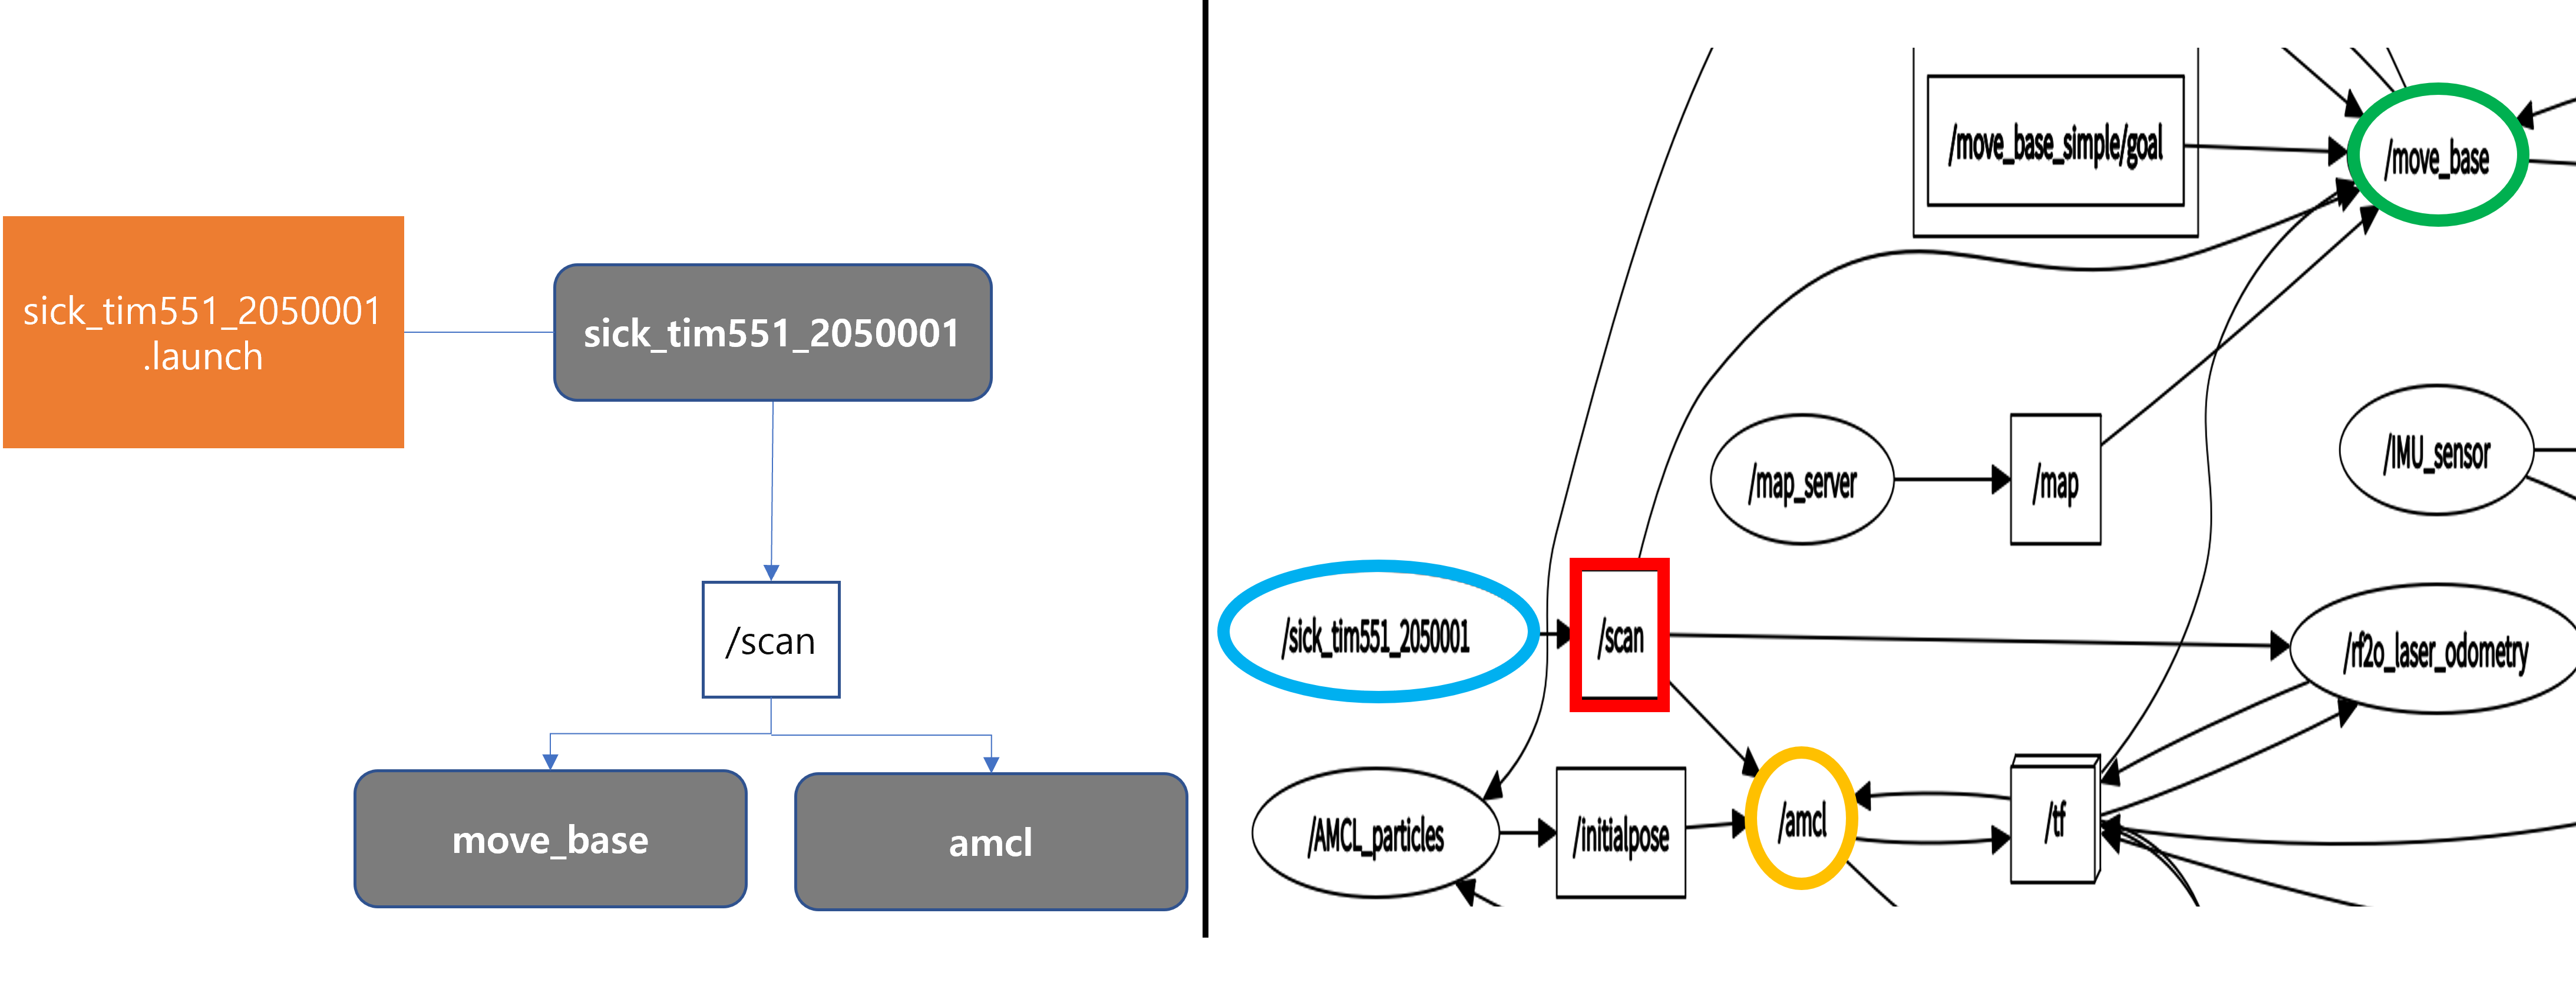 sick_tim551_2050001
.launch
sick_tim551_2050001
/scan
move_base
amcl
/move_base_simple/goal
/move_base
/map_server
/map
/IMU_sensor
/sick_tim551_2050001
/scan
/rf2o_laser_odometry
/AMCL_particles
/initialpose
/amcl
/tf